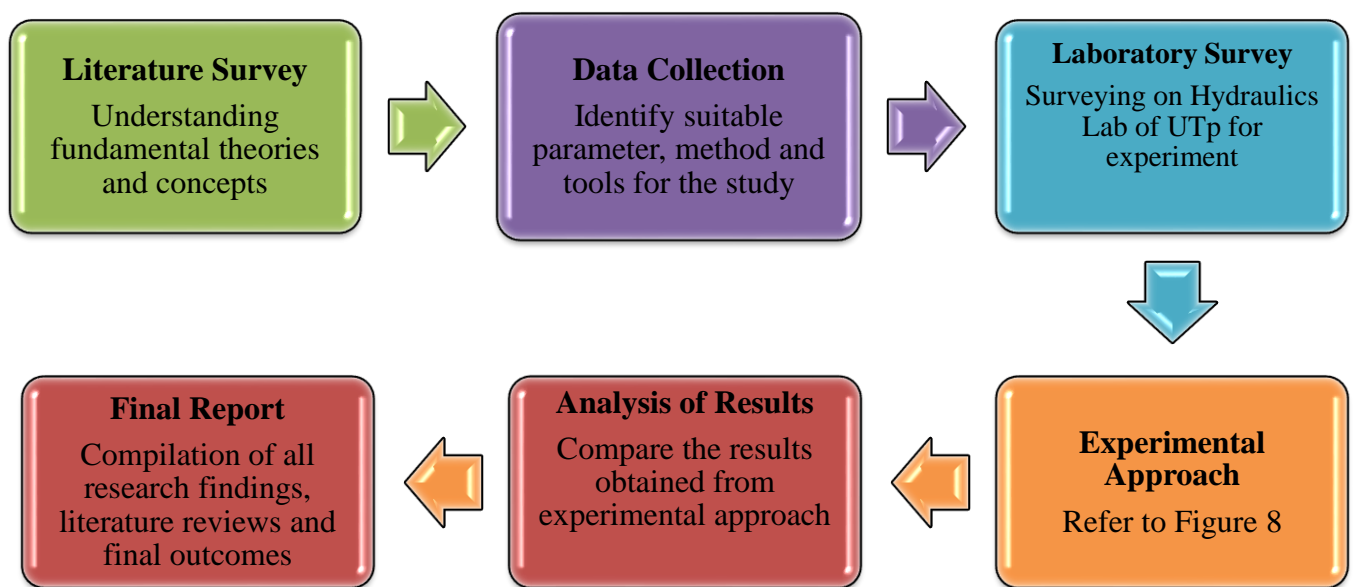 Literature Survey
Understanding
fundamental theories
and concepts
Data Collection
Identify suitable
parameter, method and
tools for the study
Laboratory Survey
Surveying on Hydraulics
Lab of UTp for
experiment
Experimental
Approach
Refer to Figure 8
Analysis of Results
Compare the results
obtained from
experimental approach
Final Report
Compilation of all
research findings,
literature reviews and
final outcomes